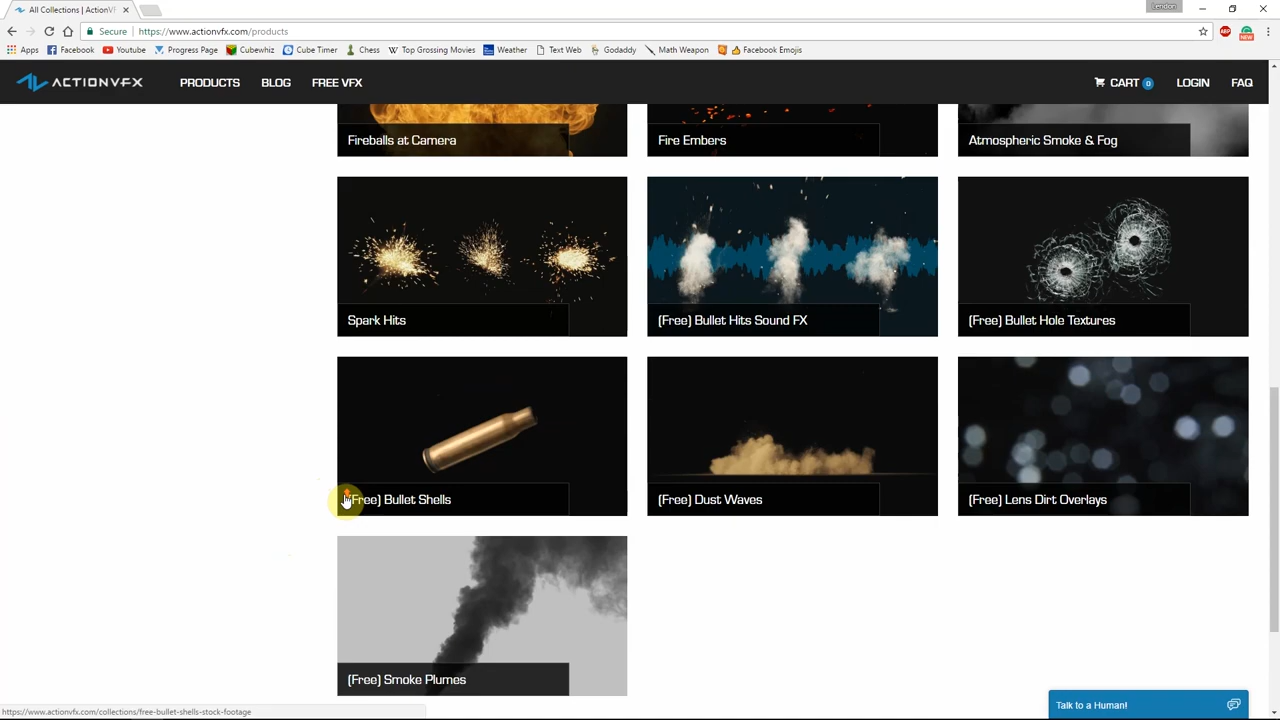 All Collections | ActionV
Lendon
Secure
https://www.actionvfx.com/products
Apps
Facebook
Youtube
Progress Page
Cubewhiz
Cube Timer
Chess
Top Grossing Movies
Weather
Text Web
Godaddy
Math Weapon
Facebook Emojis
ABP
NEW
ACTIONVFX
PRODUCTS
BLOG
FREE VFX
CART 0
LOGIN
FAQ
Fireballs at Camera
Fire Embers
Atmospheric Smoke & Fog
Spark Hits
(Free) Bullet Hits Sound FX
(Free) Bullet Hole Textures
(Free) Bullet Shells
(Free) Dust Waves
(Free) Lens Dirt Overlays
(Free) Smoke Plumes
Talk to a Human!
https://www.actionvfx.com/collections/free-bullet-shells-stock-footage